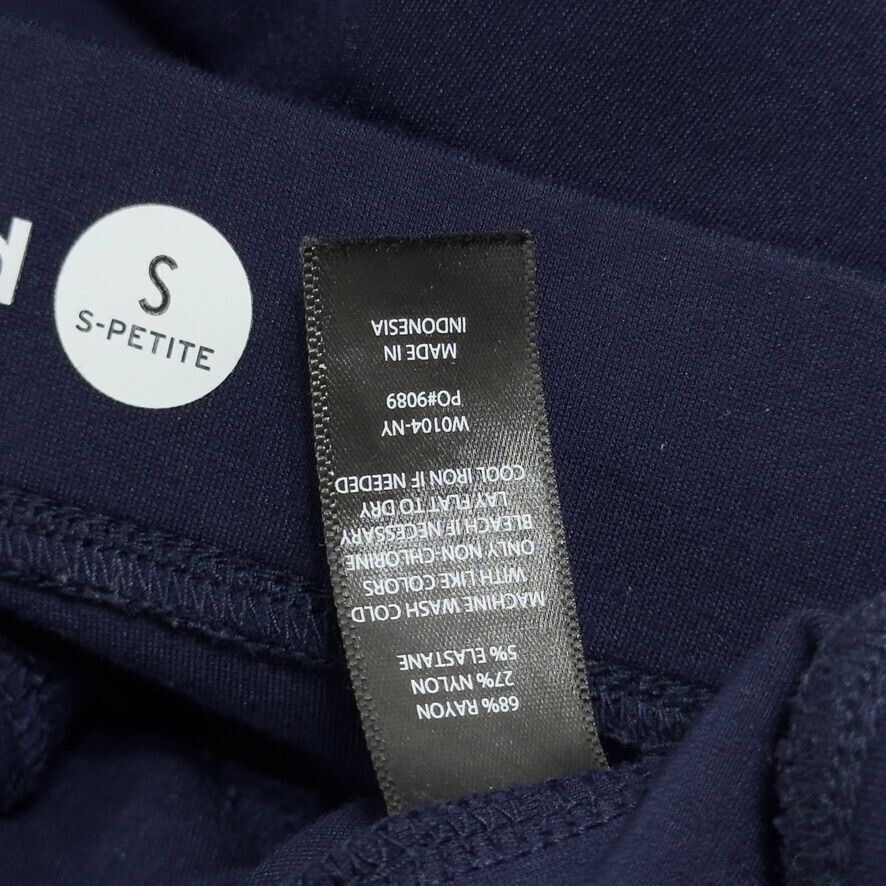 S
S-PETITE
68% RAYON
27% NYLON
5% ELASTANE
MACHINE WASH COLD
WITH LIKE COLORS
ONLY NON-CHLORINE
BLEACH IF NECESSARY
LAY FLAT TO DRY
COOL IRON IF NEEDED
W0104-NY
PO#9089
MADE IN
INDONESIA